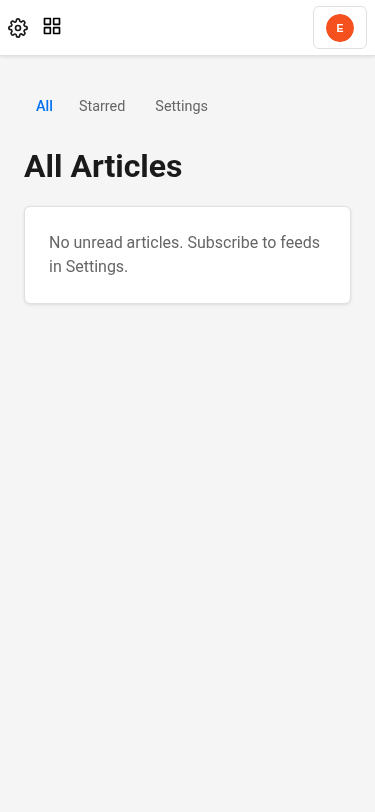 E
All Starred Settings
All Articles
No unread articles. Subscribe to feeds
in Settings.